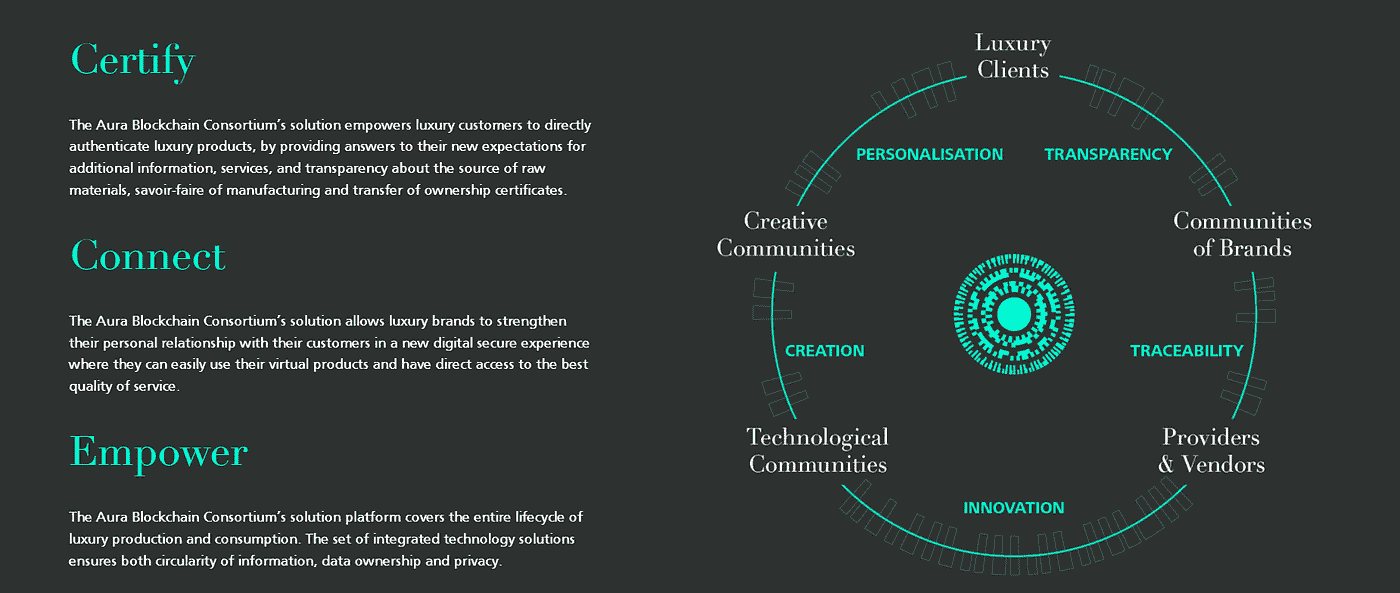 Certify
The Aura Blockchain Consortium’s solution empowers luxury customers to directly
authenticate luxury products, by providing answers to their new expectations for
additional information, services, and transparency about the source of raw
materials, savoir-faire of manufacturing and transfer of ownership certificates.
Connect
The Aura Blockchain Consortium’s solution allows luxury brands to strengthen
their personal relationship with their customers in a new digital secure experience
where they can easily use their virtual products and have direct access to the best
quality of service.
Empower
The Aura Blockchain Consortium’s solution platform covers the entire lifecycle of
luxury production and consumption. The set of integrated technology solutions
ensures both circularity of information, data ownership and privacy.
Luxury
Clients
PERSONALISATION
TRANSPARENCY
Creative
Communities
Communities
of Brands
CREATION
TRACEABILITY
Technological
Communities
Providers
& Vendors
INNOVATION